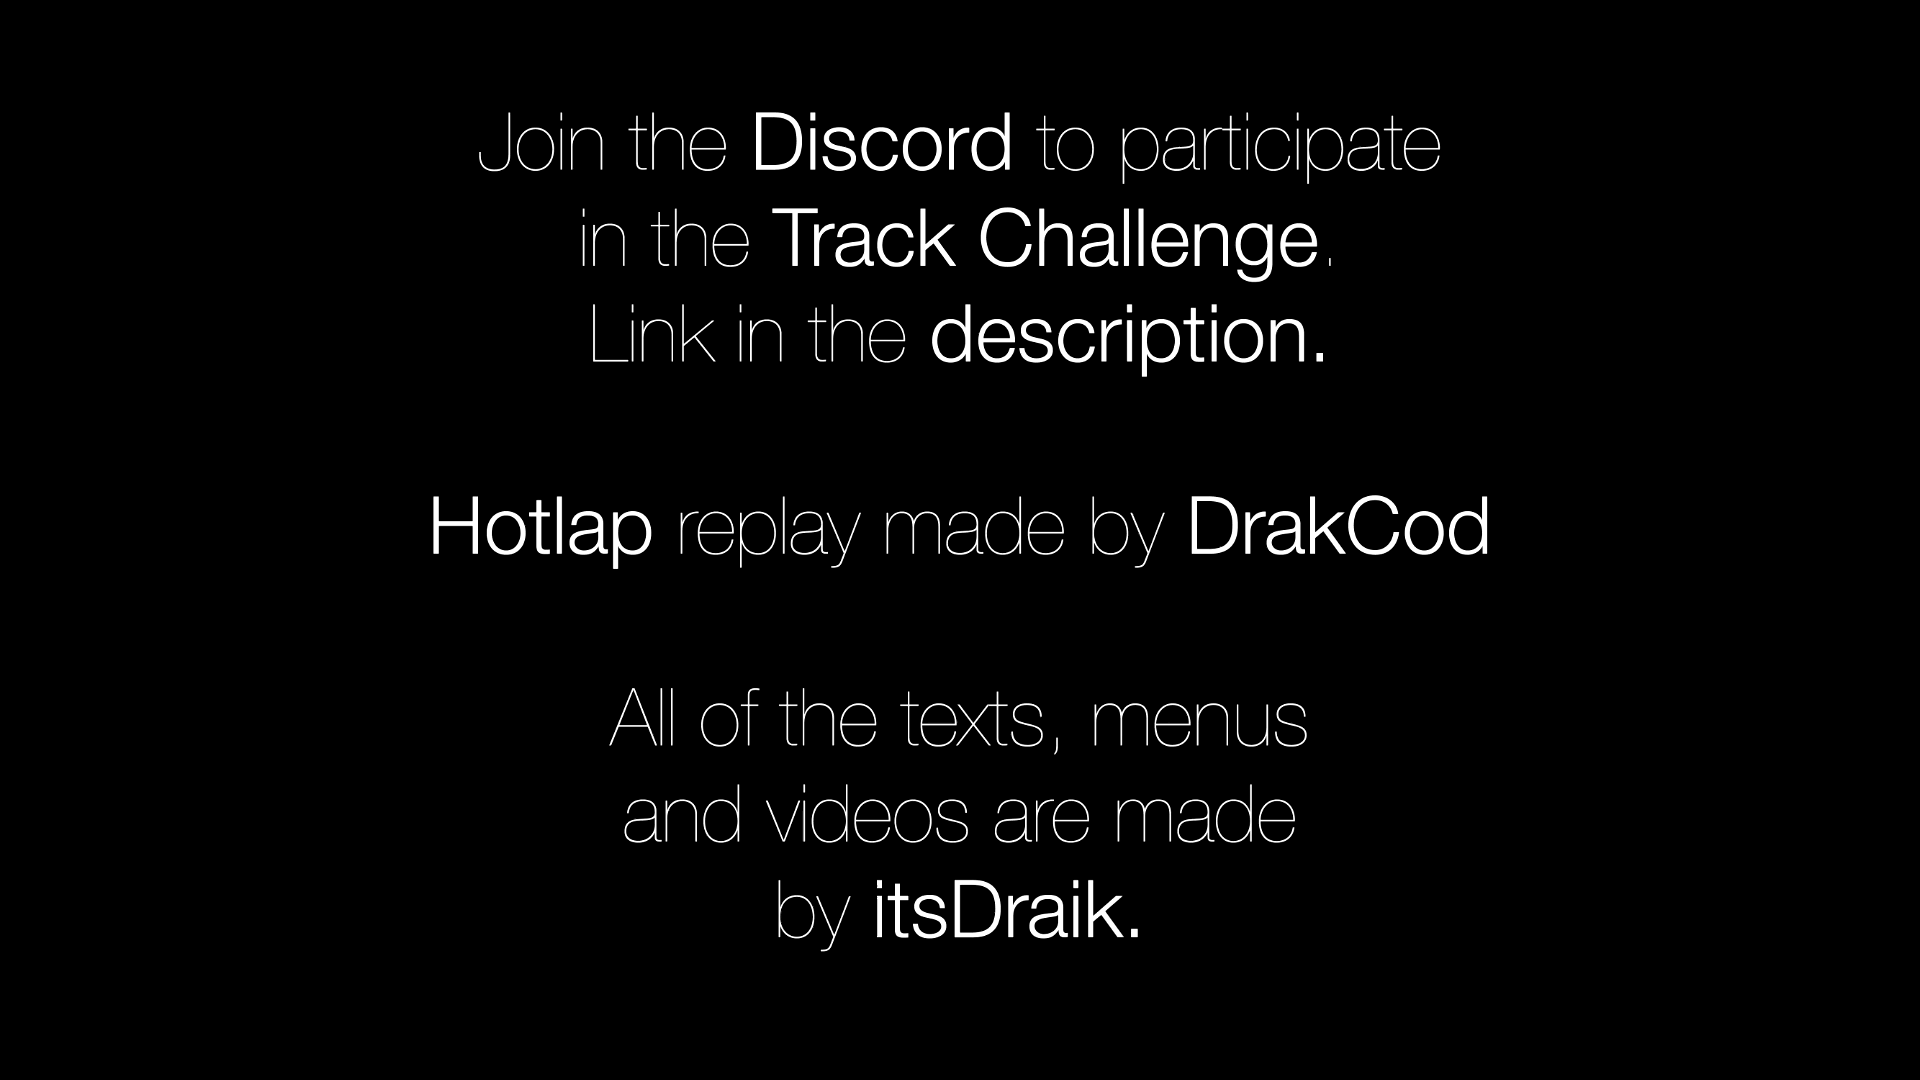 Join the Discord to participate
in the Track Challenge.
Link in the description.
Hotlap replay made by DrakCod
All of the texts, menus
and videos are made
by itsDraik.